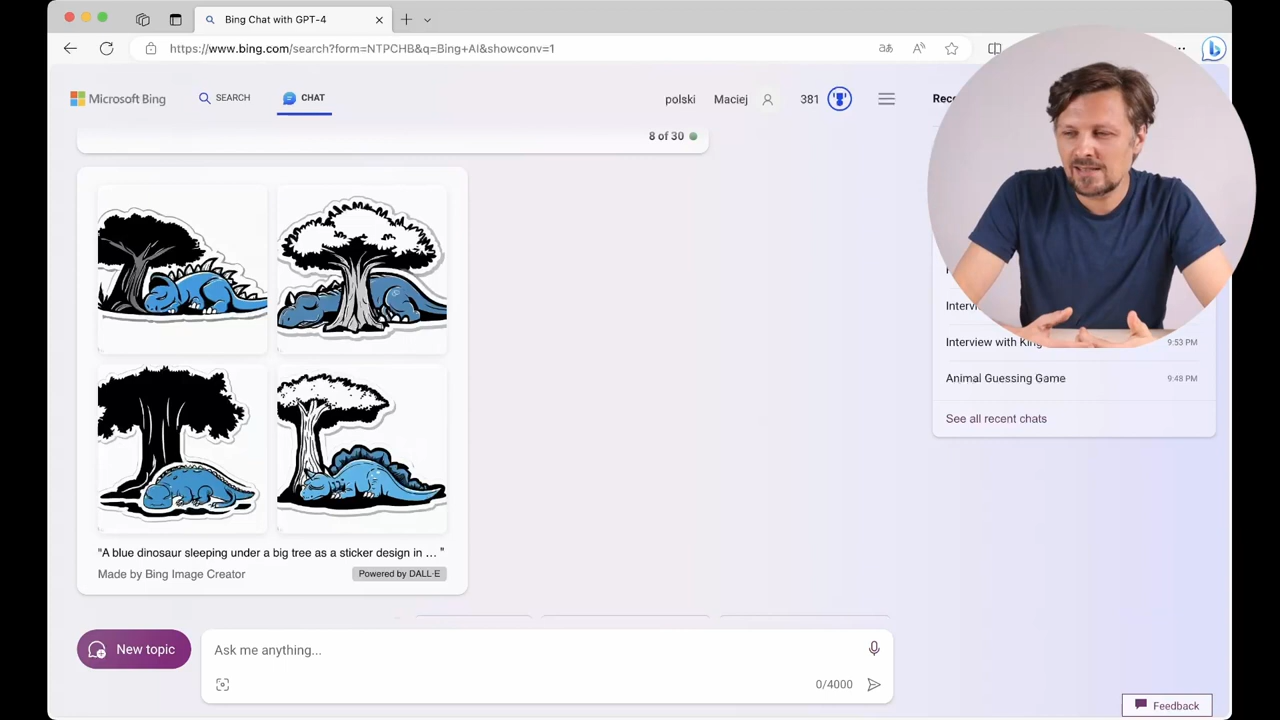 Bing Chat with GPT-4
https://www.bing.com/search?form=NTPCHB&q=Bing+AI&showconv=1
Microsoft Bing
SEARCH
CHAT
polski
Maciej
381
8 of 30
Interview with King
9:53 PM
Animal Guessing Game
9:48 PM
See all recent chats
"A blue dinosaur sleeping under a big tree as a sticker design in ... "
Made by Bing Image Creator
Powered by DALL·E
New topic
Ask me anything...
0/4000
Feedback